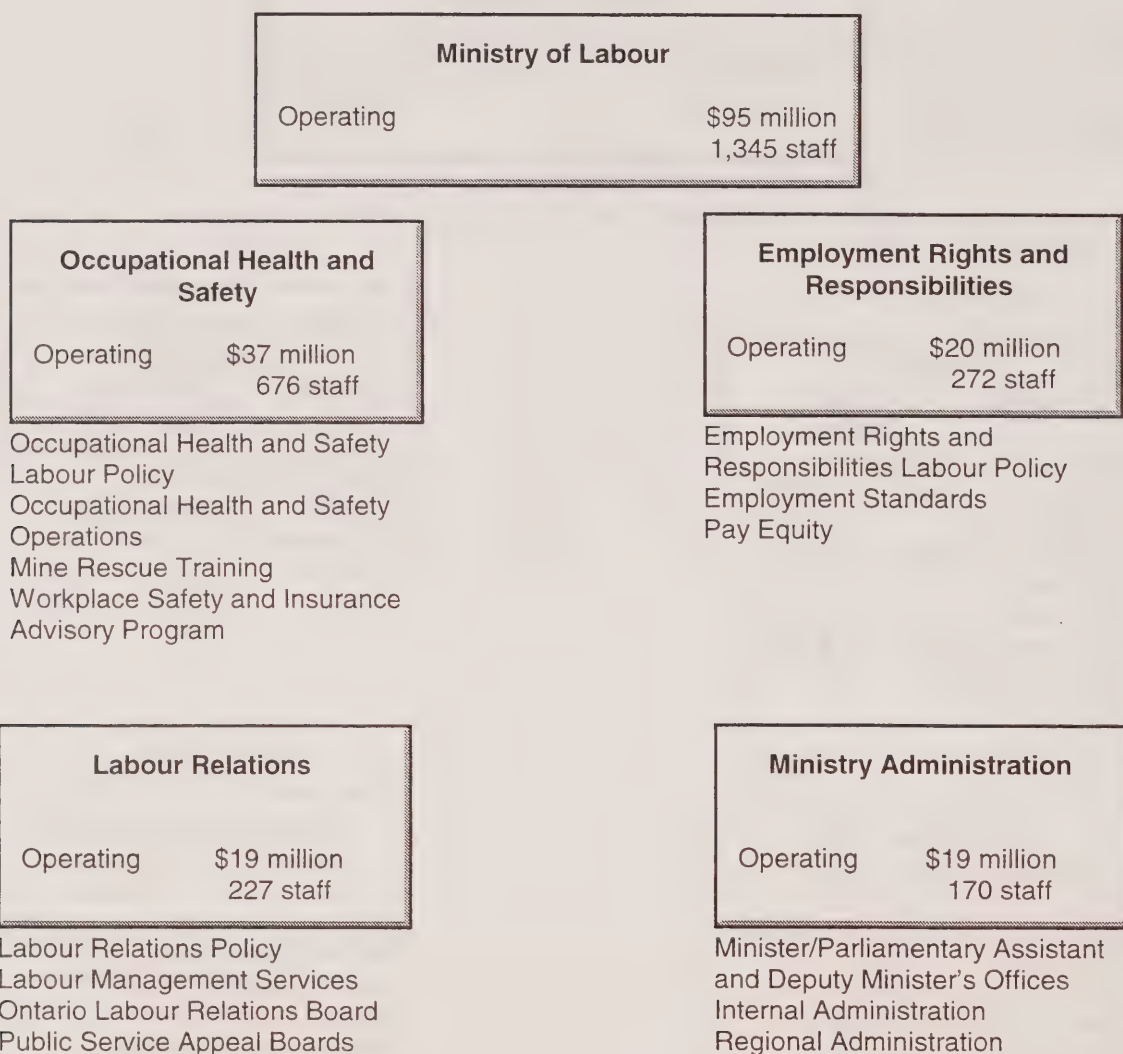 Ministry of Labour
Operating $95 million
1,345 staff
Occupational Health and
Safety
Operating $37 million
676 staff
Occupational Health and Safety
Labour Policy
Occupational Health and Safety
Operations
Mine Rescue Training
Workplace Safety and Insurance
Advisory Program
Employment Rights and
Responsibilities
Operating $20 million
272 staff
Employment Rights and
Responsibilities Labour Policy
Employment Standards
Pay Equity
Labour Relations
Operating $19 million
227 staff
Labour Relations Policy
Labour Management Services
Ontario Labour Relations Board
Public Service Appeal Boards
Ministry Administration
Operating $19 million
170 staff
Minister/Parliamentary Assistant
and Deputy Minister's Offices
Internal Administration
Regional Administration